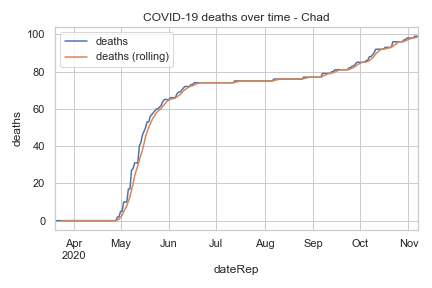 COVID-19 deaths over time - Chad
deaths
deaths (rolling)
100
80
60
40
20
0
deaths
Apr May Jun Jul Aug Sep Oct Nov
2020
dateRep